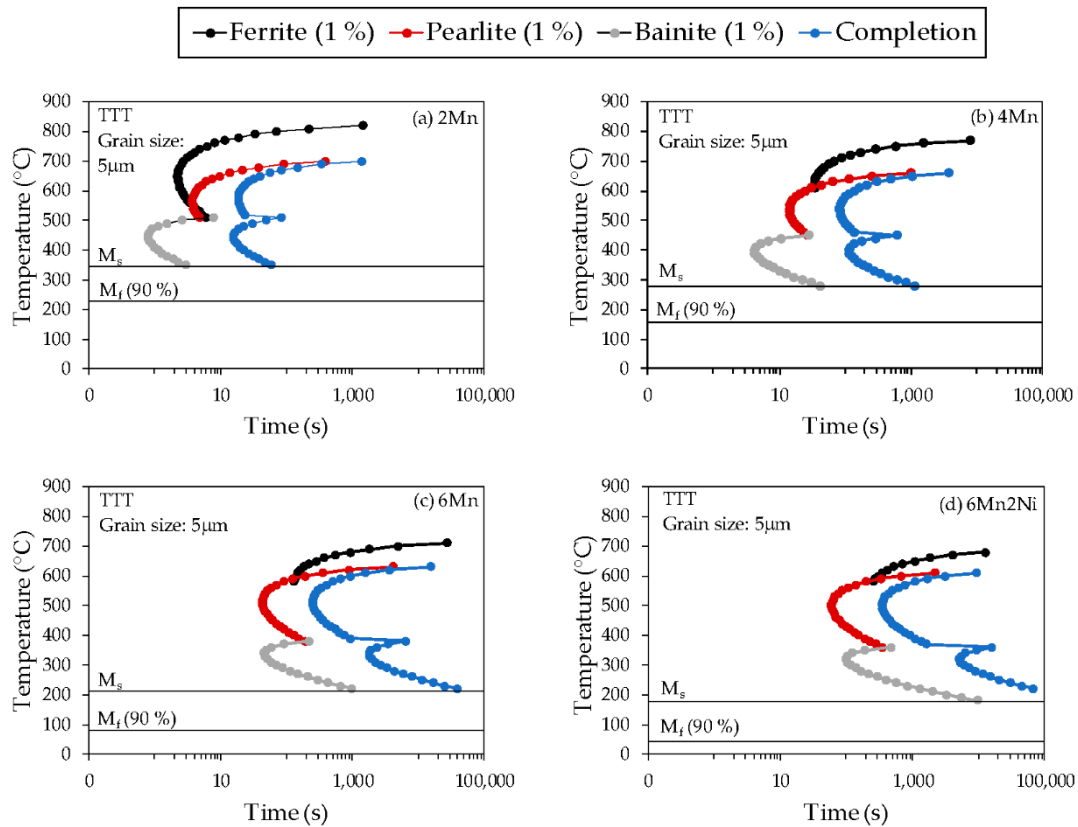 Ferrite (1 %) Pearlite (1 %) Bainite (1 %) Completion
TTT
Grain size:
5µm
(a) 2Mn
900
800
700
600
500
400
300
200
100
0
Temperature (°C)
Ms
Mf (90 %)
0 10 1,000 100,000
Time (s)
TTT
Grain size:
5µm
(b) 4Mn
900
800
700
600
500
400
300
200
100
0
Temperature (°C)
Ms
Mf (90 %)
0 10 1,000 100,000
Time (s)
TTT
Grain size: 5µm
(c) 6Mn
900
800
700
600
500
400
300
200
100
0
Temperature (°C)
Ms
Mf (90 %)
0 10 1,000 100,000
Time (s)
TTT
Grain size: 5µm
(d) 6Mn2Ni
900
800
700
600
500
400
300
200
100
0
Temperature (°C)
Ms
Mf (90 %)
0 10 1,000 100,000
Time (s)